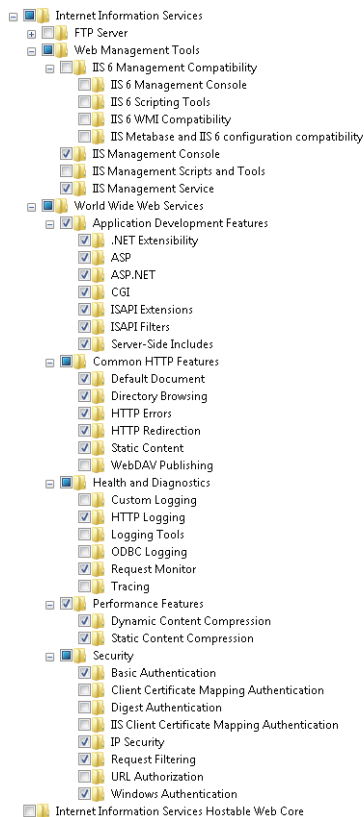 Internet Information Services
FTP Server
Web Management Tools
IIS 6 Management Compatibility
IIS 6 Management Console
IIS 6 Scripting Tools
IIS 6 WMI Compatibility
IIS Metabase and IIS 6 configuration compatibility
IIS Management Console
IIS Management Scripts and Tools
IIS Management Service
World Wide Web Services
Application Development Features
.NET Extensibility
ASP
ASP.NET
CGI
ISAPI Extensions
ISAPI Filters
Server-Side Includes
Common HTTP Features
Default Document
Directory Browsing
HTTP Errors
HTTP Redirection
Static Content
WebDAV Publishing
Health and Diagnostics
Custom Logging
HTTP Logging
Logging Tools
ODBC Logging
Request Monitor
Tracing
Performance Features
Dynamic Content Compression
Static Content Compression
Security
Basic Authentication
Client Certificate Mapping Authentication
Digest Authentication
IIS Client Certificate Mapping Authentication
IP Security
Request Filtering
URL Authorization
Windows Authentication
Internet Information Services Hostable Web Core